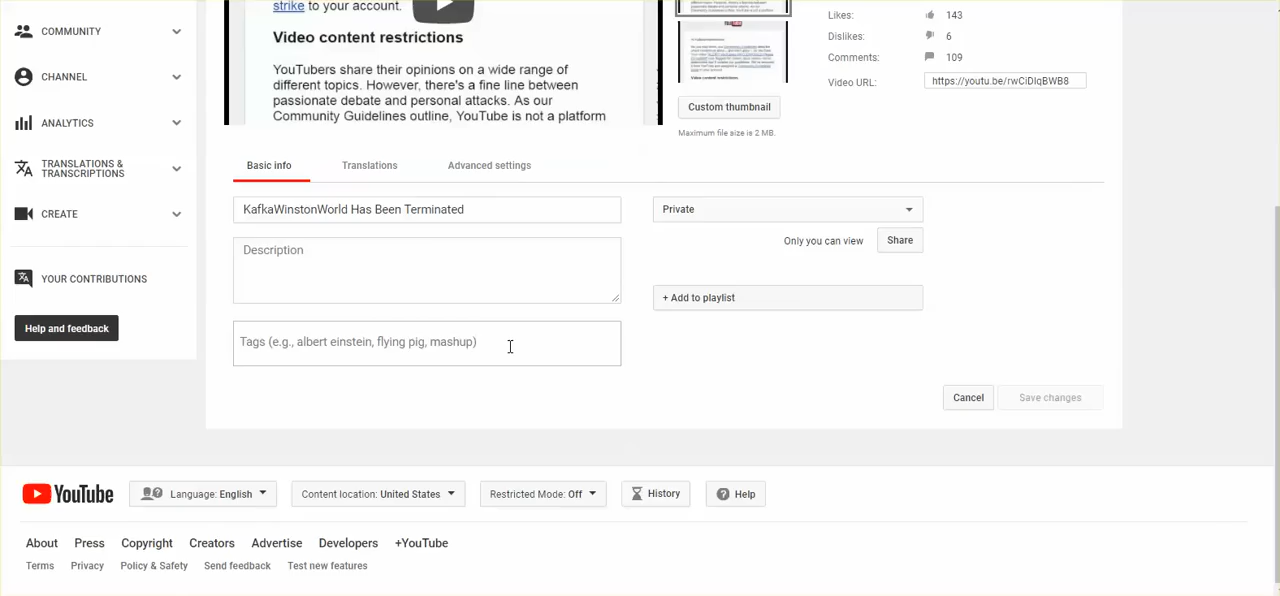 COMMUNITY
CHANNEL
ANALYTICS
TRANSLATIONS &
TRANSCRIPTIONS
CREATE
YOUR CONTRIBUTIONS
Help and feedback
strike to your account.
Video content restrictions
YouTubers share their opinion on a wide range of
different topics. However, there's a fine line between
passionate debate and personal attacks. As our
Community Guidelines outline, YouTube is not a platform
Custom thumbnail
Maximum file size is 2 MB.
Likes: 143
Dislikes: 6
Comments: 109
Video URL: https://youtu.be/rwCiDIqBWB8
Basic info Translations Advanced settings
KafkaWinstonWorld Has Been Terminated
Private
Description
Only you can view Share
+ Add to playlist
Tags (e.g., albert einstein, flying pig, mashup)
Cancel Save changes
YouTube Language: English Content location: United States Restricted Mode: Off History Help
About Press Copyright Creators Advertise Developers +YouTube
Terms Privacy Policy & Safety Send feedback Test new features